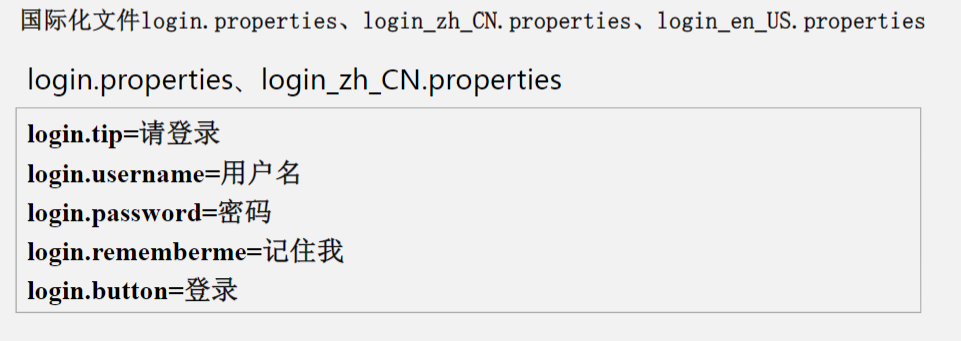 国际化文件login.properties、login_zh_CN.properties、login_en_US.properties
login.properties、login_zh_CN.properties
login.tip=请登录
login.username=用户名
login.password=密码
login.rememberme=记住我
login.button=登录